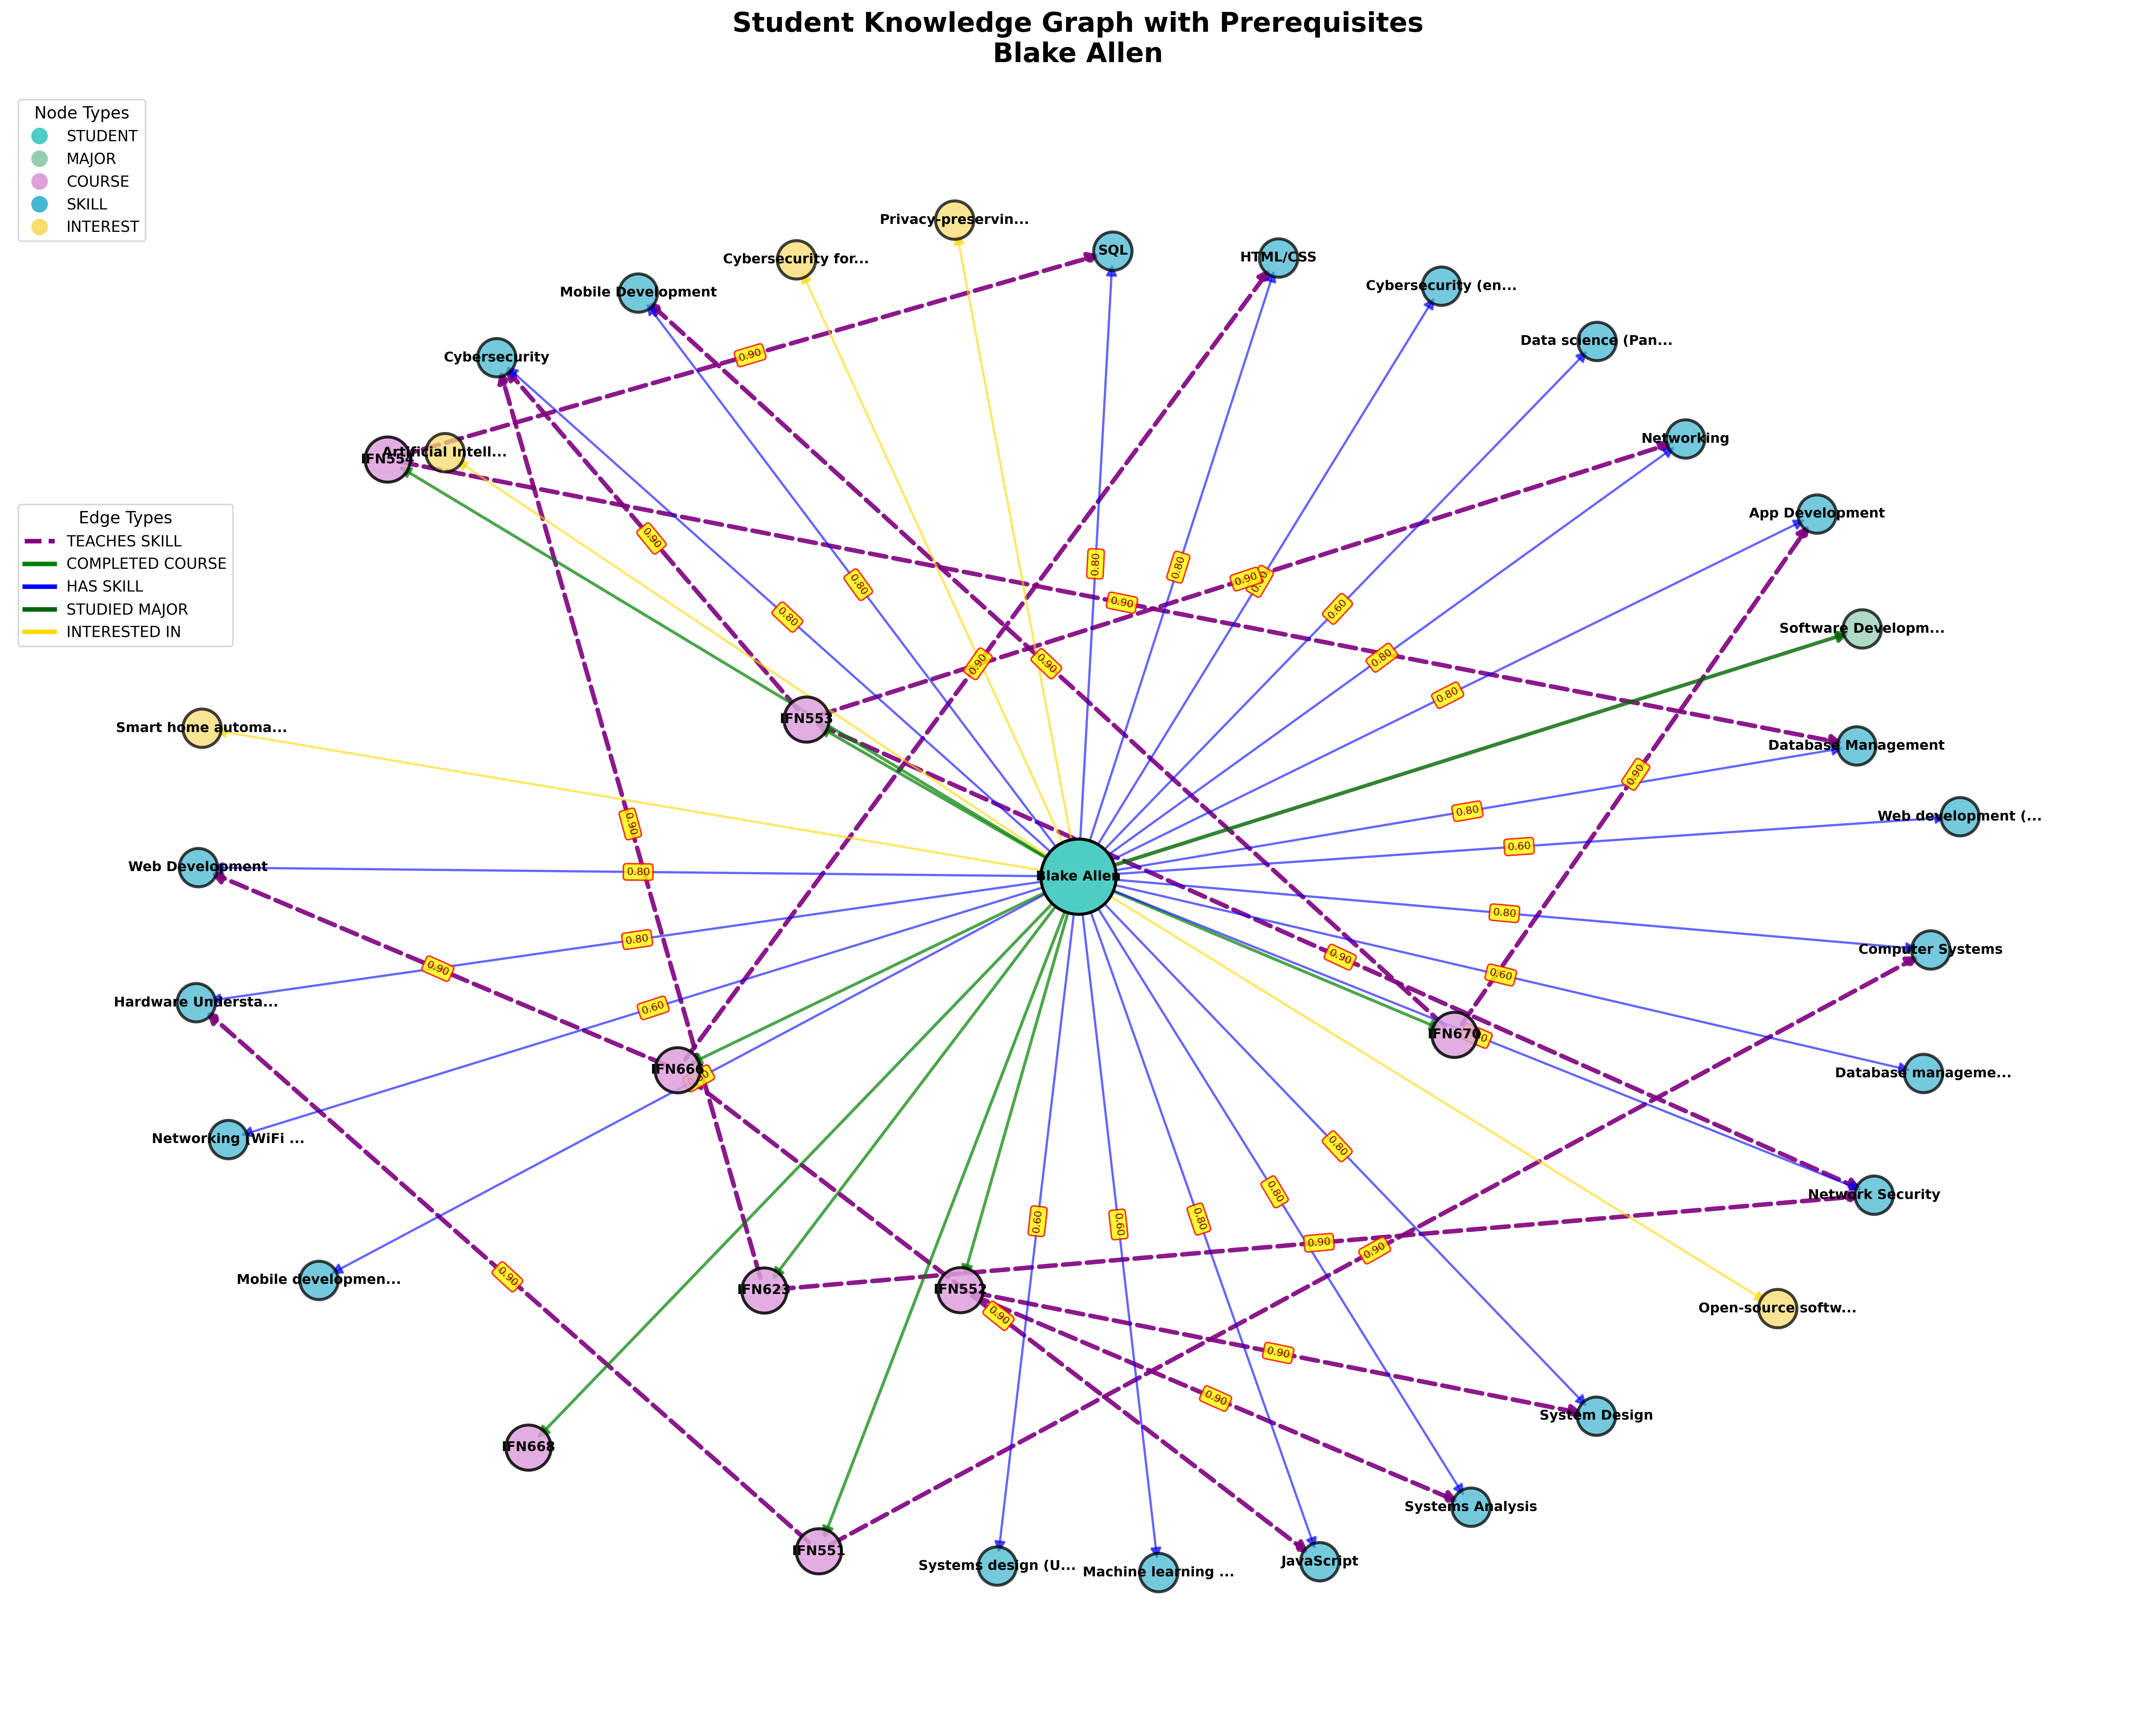 Student Knowledge Graph with Prerequisites
Blake Allen
Node Types
STUDENT
MAJOR
COURSE
SKILL
INTEREST
Edge Types
TEACHES SKILL
COMPLETED COURSE
HAS SKILL
STUDIED MAJOR
INTERESTED IN
Privacy-preservin...
SQL
Cybersecurity for...
HTML/CSS
Cybersecurity (en...
Mobile Development
Data science (Pan...
Cybersecurity
0.90
Networking
Artificial Intell...
IFN554
App Development
0.90
0.80
0.80
0.80
0.90
0.90
0.60
0.80
Software Developm...
0.80
0.90
0.90
0.80
0.80
IFN553
Smart home automa...
Database Management
0.90
0.80
Web development (...
0.90
0.60
Web Development
0.80
Blake Allen
0.80
0.80
Computer Systems
0.90
0.90
0.60
Hardware Understa...
0.60
IFN670
IFN666
Database manageme...
Networking (WiFi ...
0.80
Network Security
0.80
0.60
0.60
0.80
0.90
0.90
0.90
Mobile developmen...
IFN623
IFN552
Open-source softw...
0.90
0.90
0.90
System Design
IFN668
Systems Analysis
IFN551
Systems design (U...
Machine learning ...
JavaScript